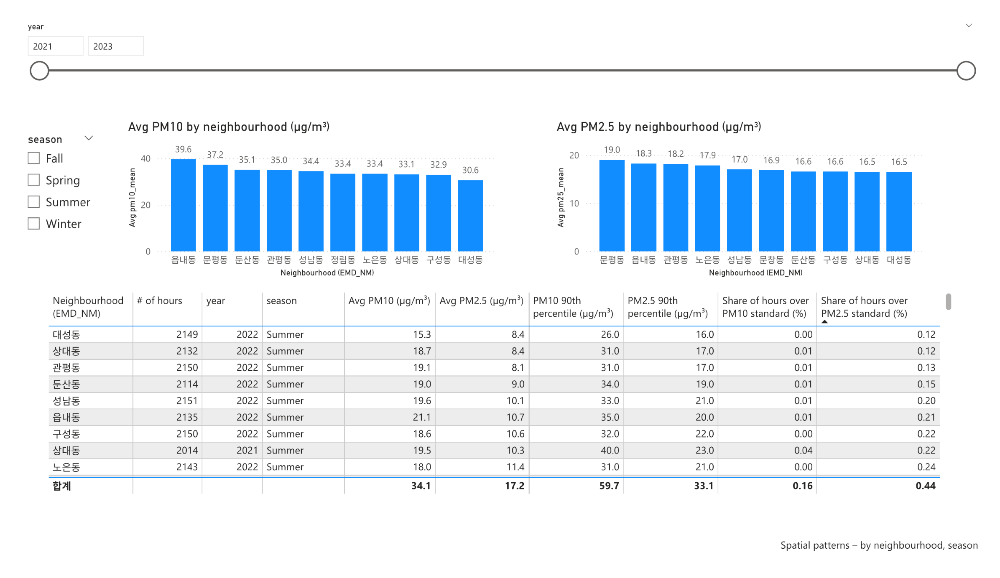 year
2021 2023
season
Fall
Spring
Summer
Winter
Avg PM10 by neighbourhood (µg/m³)
Avg pm10_mean
40
20
0
39.6 37.2 35.1 35.0 34.4 33.4 33.4 33.1 32.9 30.6
읍내동 문평동 둔산동 관평동 성남동 정림동 노은동 상대동 구성동 대성동
Neighbourhood (EMD_NM)
Avg PM2.5 by neighbourhood (µg/m³)
Avg pm25_mean
20
10
0
19.0 18.3 18.2 17.9 17.0 16.9 16.6 16.6 16.5 16.5
문평동 읍내동 관평동 노은동 성남동 문창동 둔산동 구성동 상대동 대성동
Neighbourhood (EMD_NM)
Neighbourhood (EMD_NM) # of hours year season Avg PM10 (µg/m³) Avg PM2.5 (µg/m³) PM10 90th percentile (µg/m³) PM2.5 90th percentile (µg/m³) Share of hours over PM10 standard (%) Share of hours over PM2.5 standard (%)
대성동 2149 2022 Summer 15.3 8.4 26.0 16.0 0.00 0.12
상대동 2132 2022 Summer 18.7 8.4 31.0 17.0 0.01 0.12
관평동 2150 2022 Summer 19.1 8.1 31.0 17.0 0.01 0.13
둔산동 2114 2022 Summer 19.0 9.0 34.0 19.0 0.01 0.15
성남동 2151 2022 Summer 19.6 10.1 33.0 21.0 0.01 0.20
읍내동 2135 2022 Summer 21.1 10.7 35.0 20.0 0.01 0.21
구성동 2150 2022 Summer 18.6 10.6 32.0 22.0 0.00 0.22
상대동 2014 2021 Summer 19.5 10.3 40.0 23.0 0.04 0.22
노은동 2143 2022 Summer 18.0 11.4 31.0 21.0 0.00 0.24
합계 34.1 17.2 59.7 33.1 0.16 0.44
Spatial patterns – by neighbourhood, season